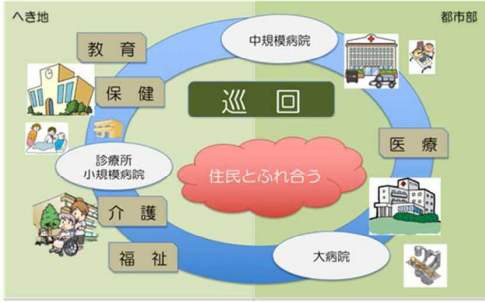 へき地
都市部
中規模病院
教　育
保　健
巡　回
医　療
診療所
小規模病院
住民とふれ合う
介　護
福　祉
大病院